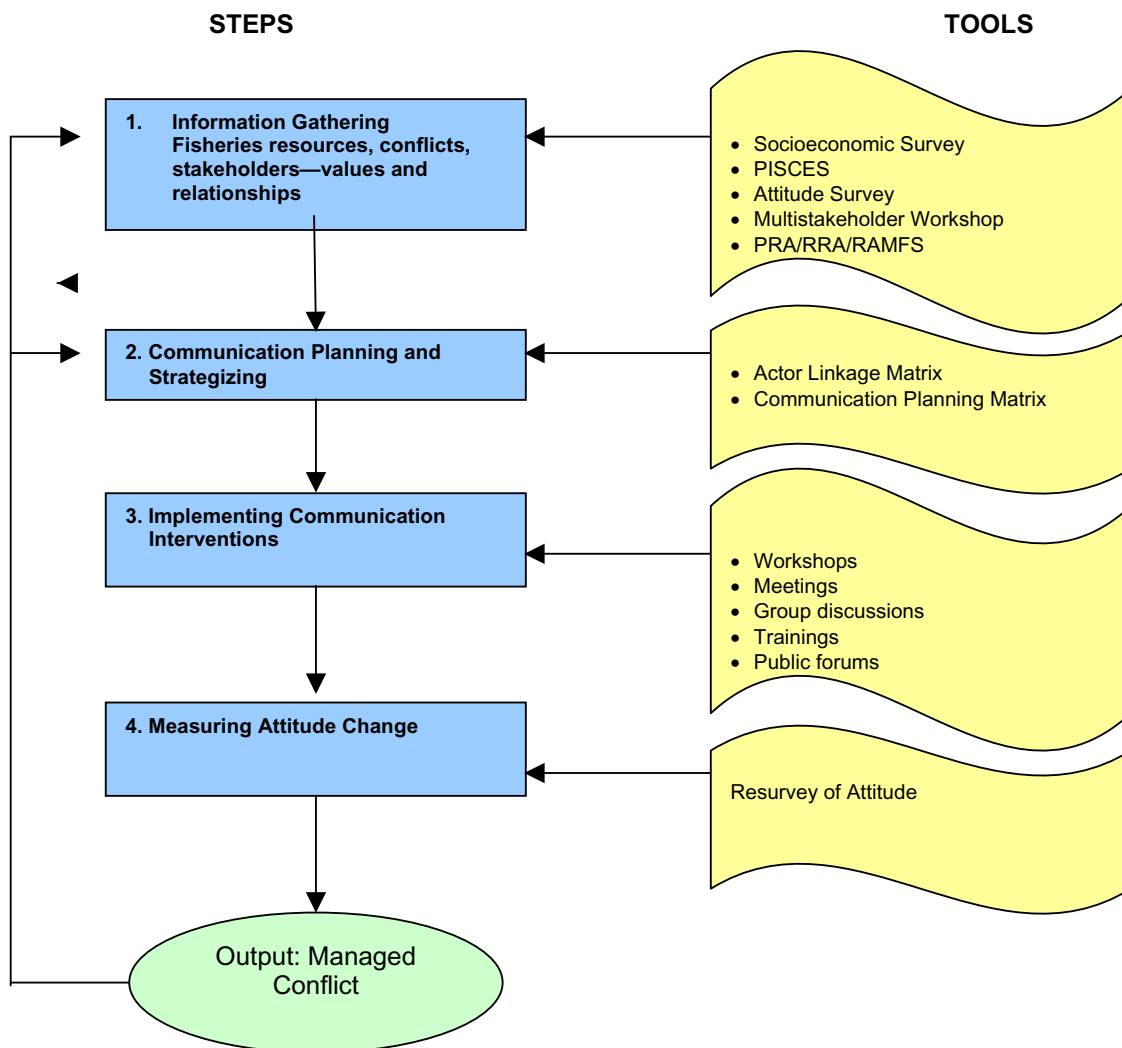 STEPS
TOOLS
1. Information Gathering
Fisheries resources, conflicts,
stakeholders—values and
relationships
• Socioeconomic Survey
• PISCES
• Attitude Survey
• Multistakeholder Workshop
• PRA/RRA/RAMFS
2. Communication Planning and
Strategizing
• Actor Linkage Matrix
• Communication Planning Matrix
3. Implementing Communication
Interventions
• Workshops
• Meetings
• Group discussions
• Trainings
• Public forums
4. Measuring Attitude Change
Resurvey of Attitude
Output: Managed
Conflict